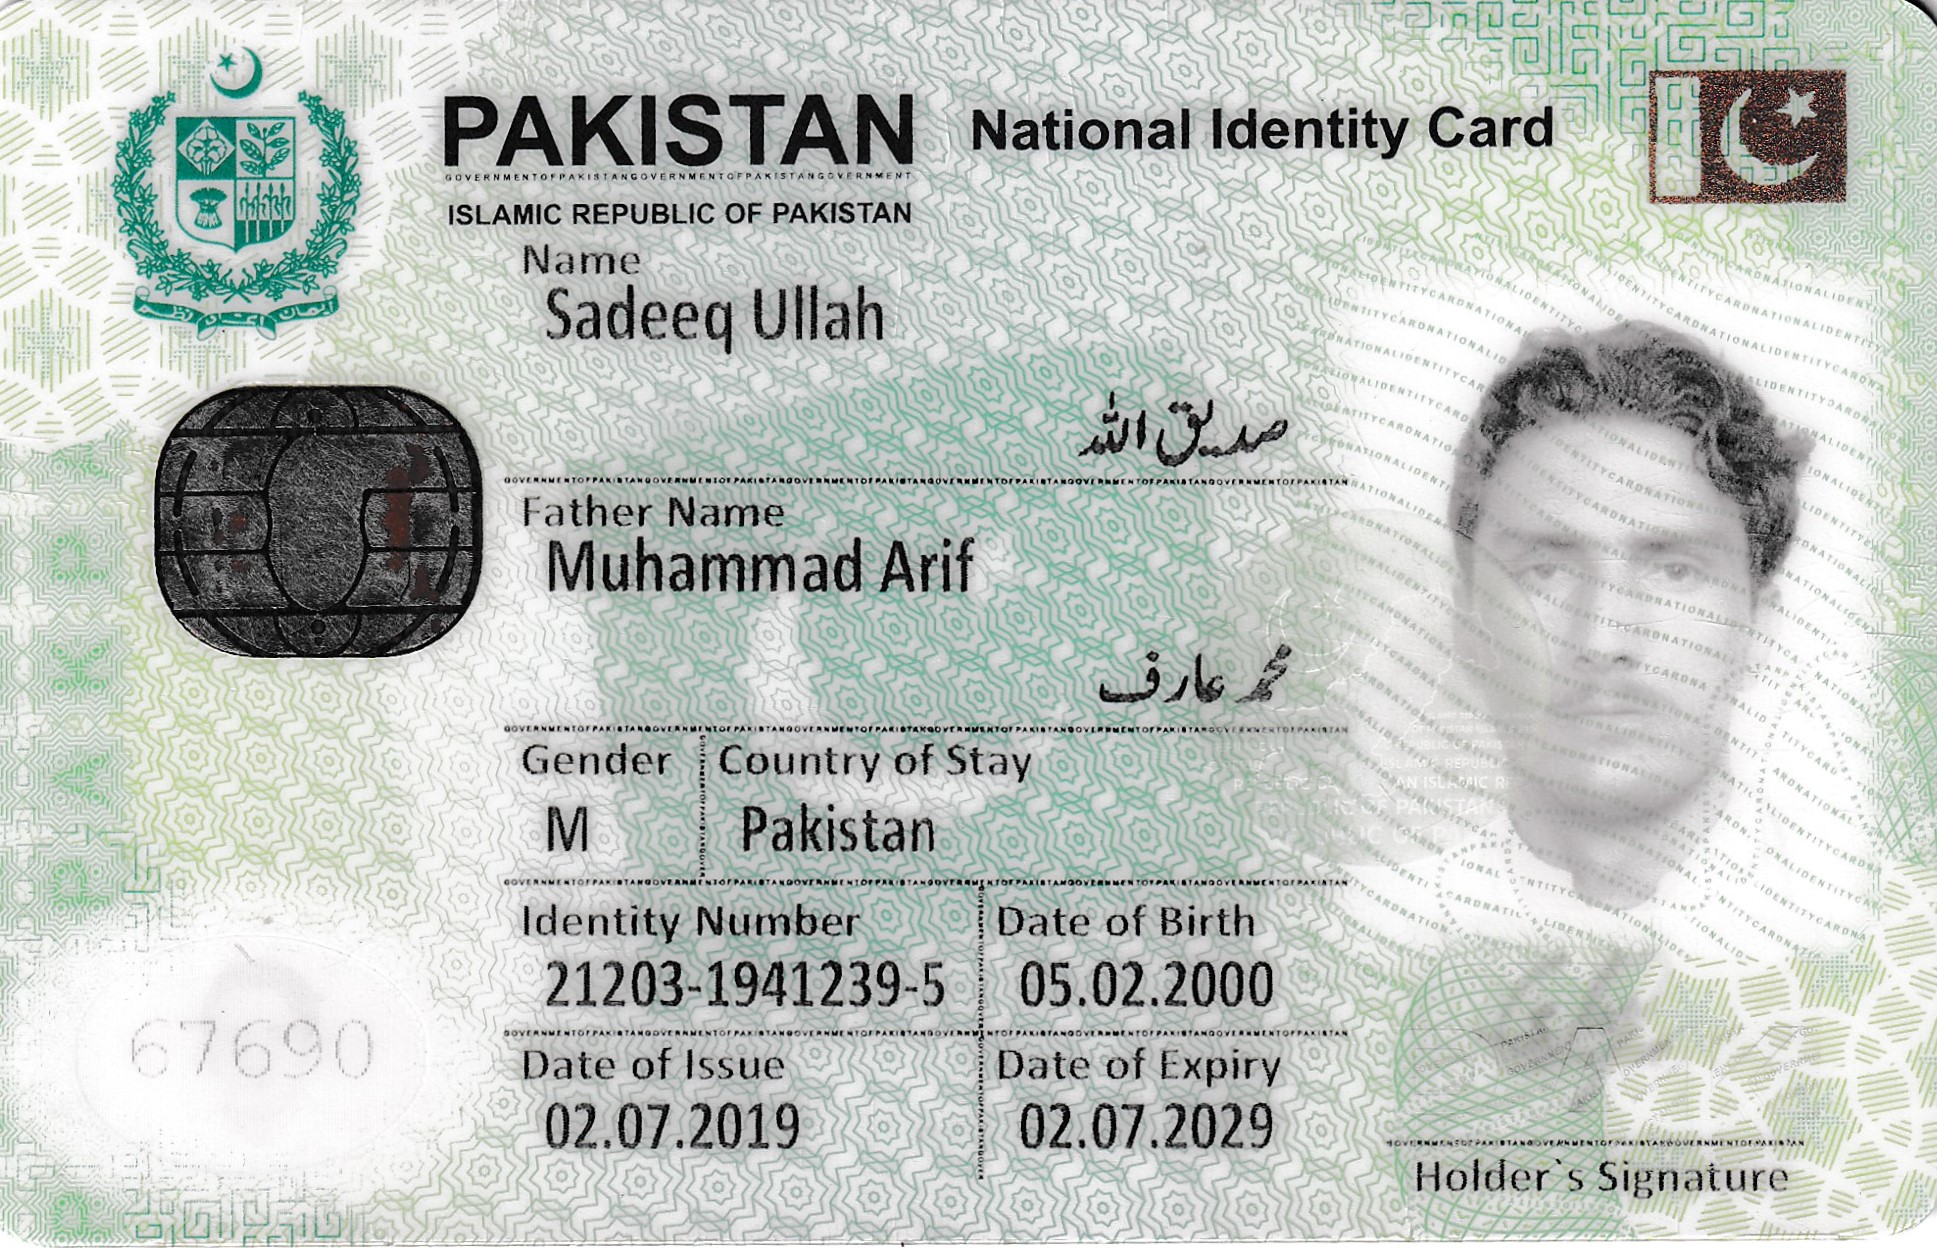 PAKISTAN National Identity Card
GOVERNMENTOFPAKISTANGOVERNMENTOFPAKISTANGOVERNMENT
ISLAMIC REPUBLIC OF PAKISTAN
Name
Sadeeq Ullah
صدیق اللہ
Father Name
Muhammad Arif
محمد عارف
Gender Country of Stay
M Pakistan
Identity Number Date of Birth
21203-1941239-5 05.02.2000
Date of Issue Date of Expiry
02.07.2019 02.07.2029
67690
Holder`s Signature